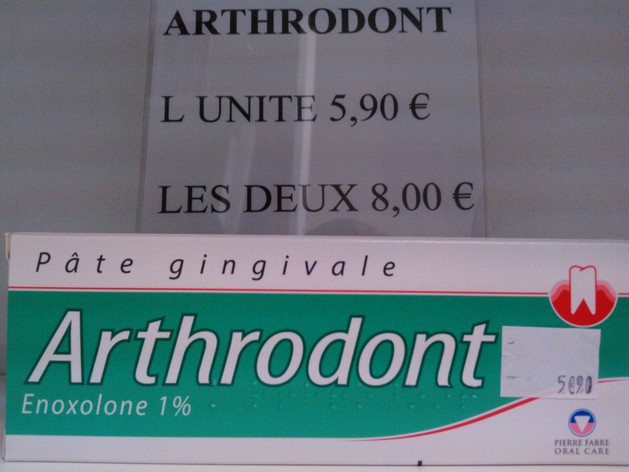 ARTHRODONT
L UNITE 5,90 €
LES DEUX 8,00 €
Pâte gingivale
Arthrodont
5€90
Enoxolone 1%
PIERRE FABRE
ORAL CARE